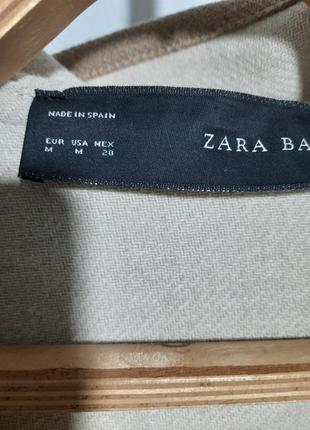 MADE IN SPAIN
EUR USA MEX
M M 28
ZARA BA